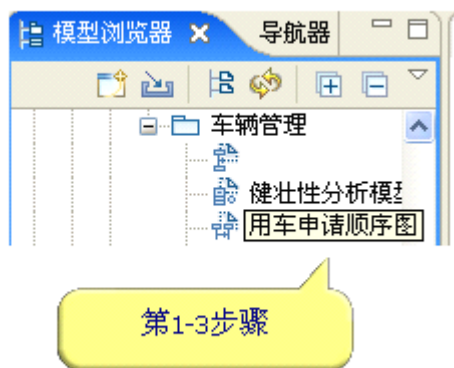 模型浏览器 导航器
车辆管理
健壮性分析模型
用车申请顺序图
第1-3步骤